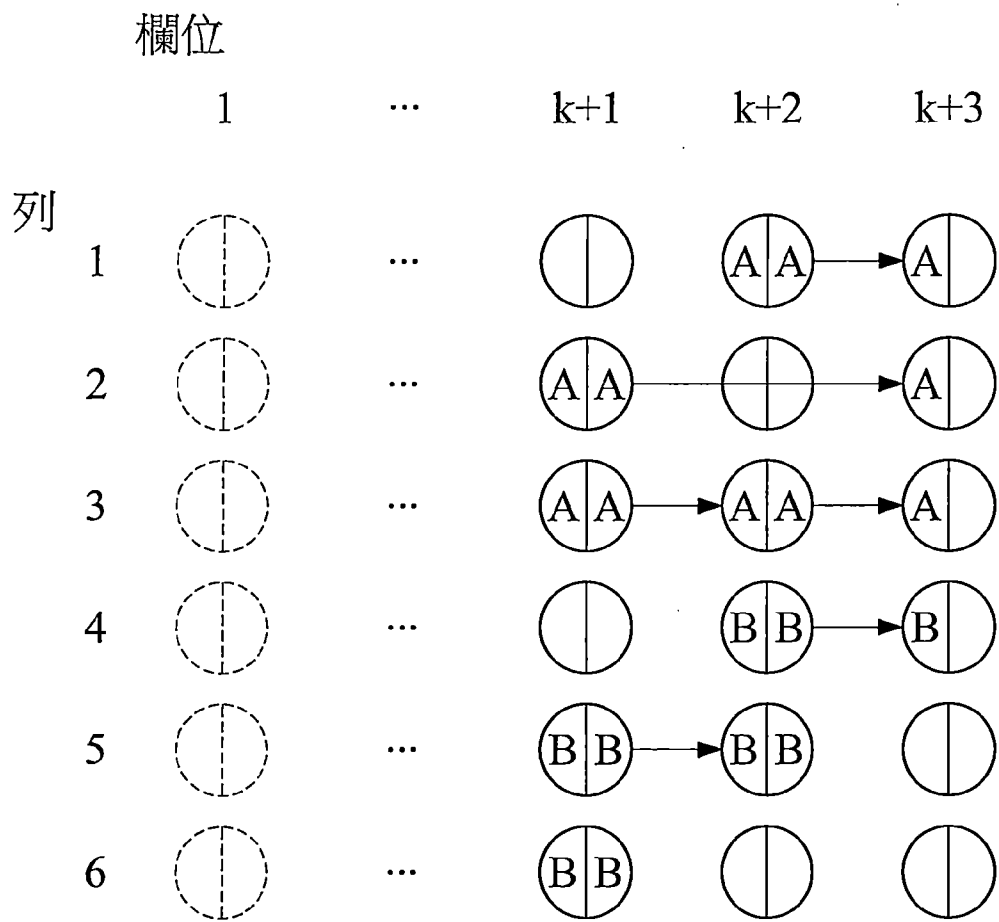 欄位
1 ... k+1 k+2 k+3
列
1 ... A A A
2 ... A A A
3 ... A A A A A
4 ... B B B
5 ... B B B B
6 ... B B